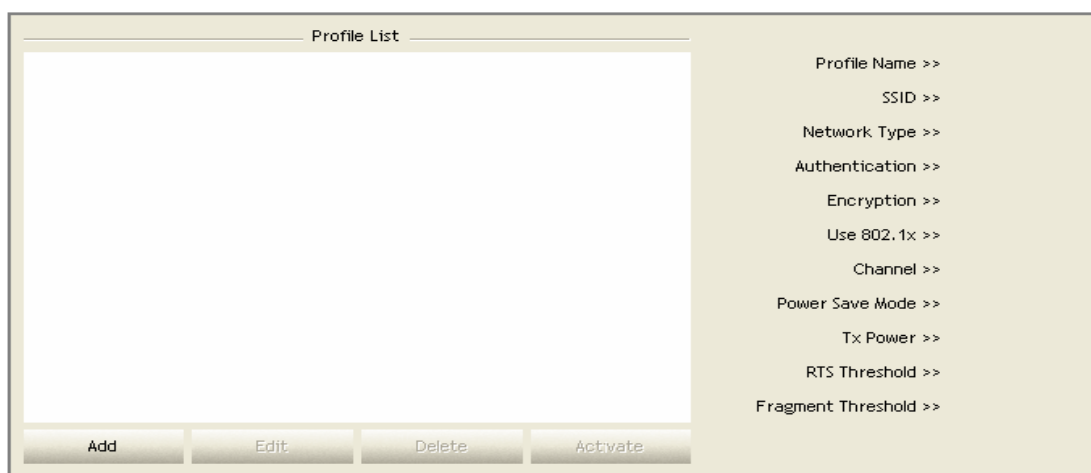 Profile List
Profile Name >>
SSID >>
Network Type >>
Authentication >>
Encryption >>
Use 802.1x >>
Channel >>
Power Save Mode >>
Tx Power >>
RTS Threshold >>
Fragment Threshold >>
Add Edit Delete Activate